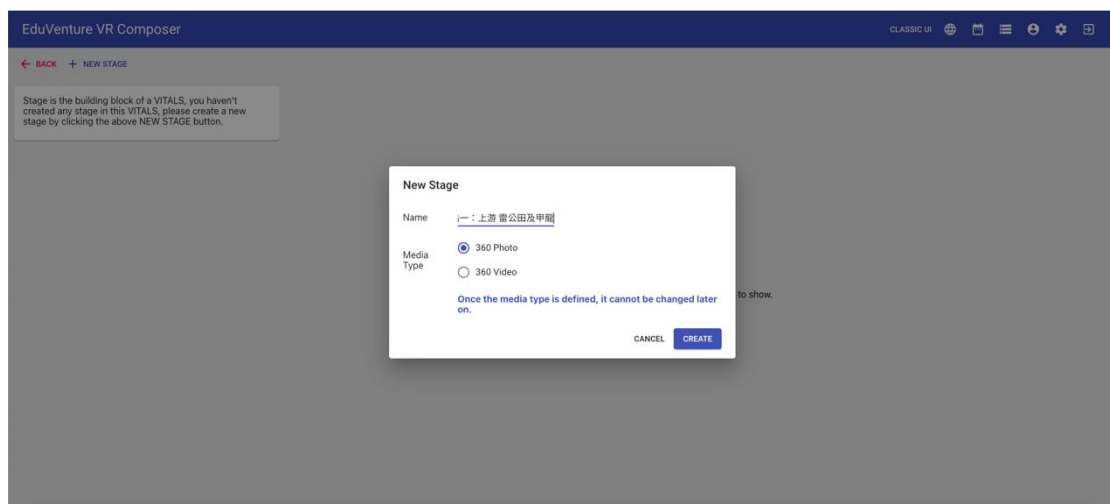 EduVenture VR Composer
CLASSIC UI
BACK
NEW STAGE
Stage is the building block of a VITALS, you haven't
created any stage in this VITALS, please create a new
stage by clicking the above NEW STAGE button.
New Stage
Name
一：上游 雷公田及甲龍
Media
Type
360 Photo
360 Video
Once the media type is defined, it cannot be changed later
on.
to show.
CANCEL
CREATE